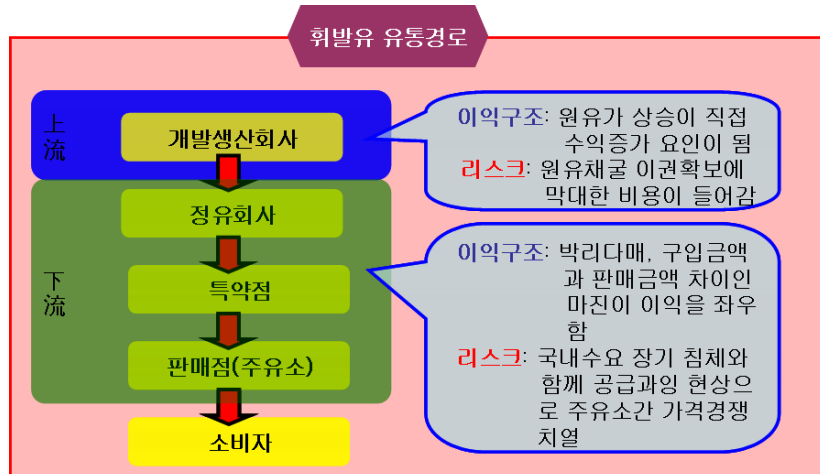 휘발유 유통경로
上
流
개발생산회사
이익구조: 원유가 상승이 직접
수익증가 요인이 됨
리스크: 원유채굴 이권확보에
막대한 비용이 들어감
下
流
정유회사
특약점
판매점(주유소)
소비자
이익구조: 박리다매, 구입금액
과 판매금액 차이인
마진이 이익을 좌우
함
리스크: 국내수요 장기 침체와
함께 공급과잉 현상으
로 주유소간 가격경쟁
치열